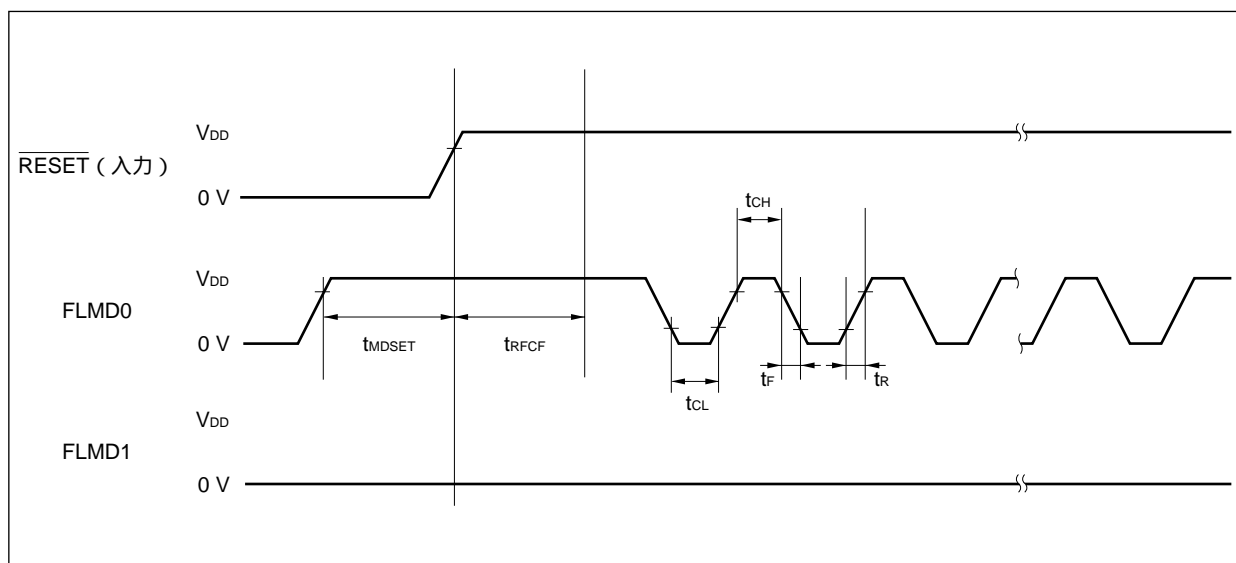 VDD
RESET（入力）
0 V
tCH
VDD
FLMD0
tMDSET
tRFCF
0 V
tF
tR
tCL
VDD
FLMD1
0 V